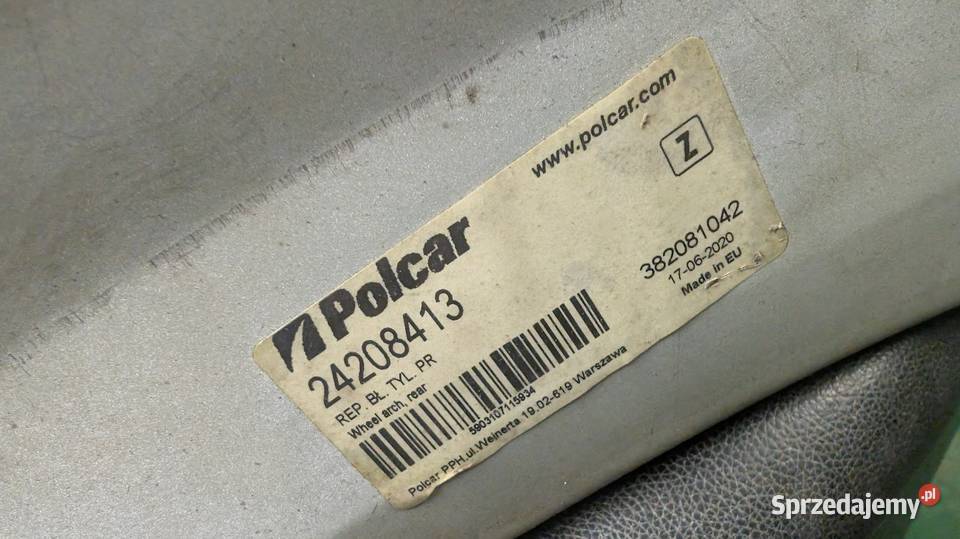 www.polcar.com
Z
Polcar
24208413
REP. BŁ. TYL. PR
Wheel arch, rear
382081042
17-06-2020
Made in EU
5903107115934
Polcar PPH.ul.Weinerta 19.02-619 Warszawa
Sprzedajemy.pl